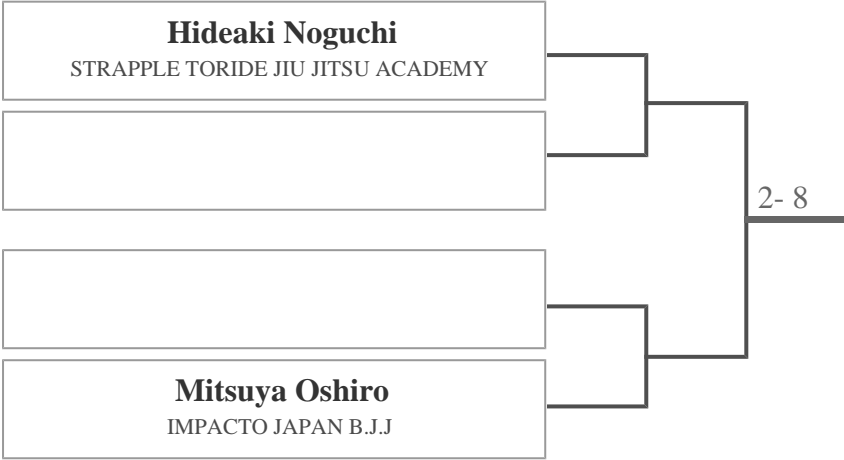 Hideaki Noguchi
STRAPPLE TORIDE JIU JITSU ACADEMY
2- 8
Mitsuya Oshiro
IMPACTO JAPAN B.J.J